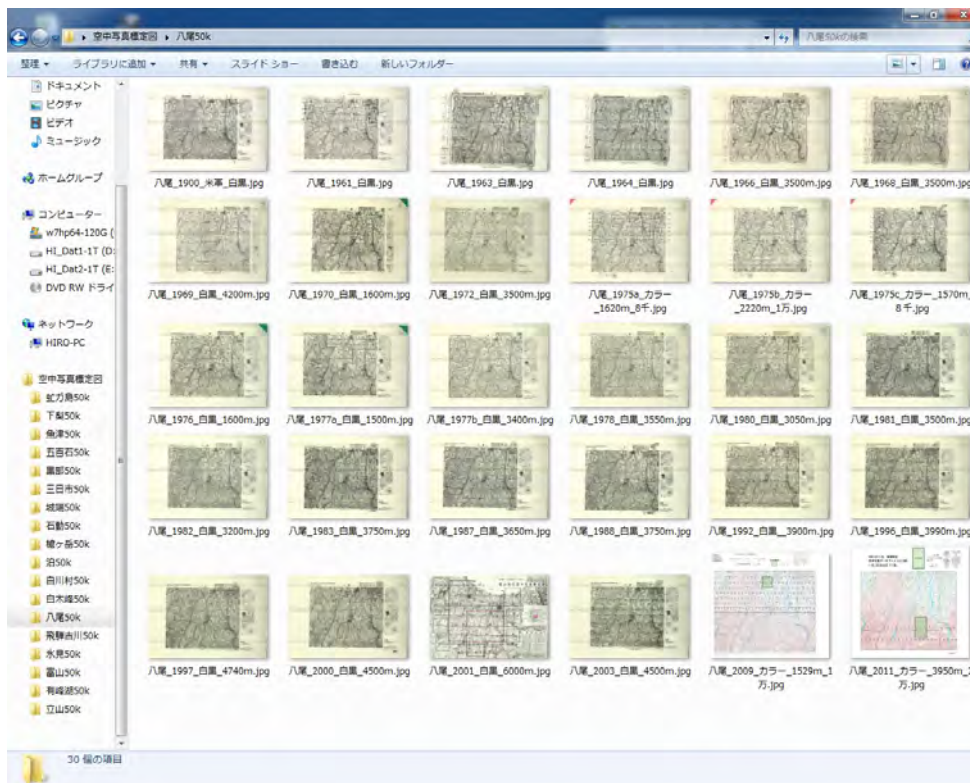 空中写真標定図 ▸ 八尾50k
八尾50kの検索
整理 ライブラリに追加 共有 スライド ショー 書き込む 新しいフォルダー
ドキュメント
ピクチャ
ビデオ
ミュージック
ホームグループ
コンピューター
w7hp64-120G (
HI_Dat1-1T (D:
HI_Dat2-1T (E:
DVD RW ドライ
ネットワーク
HIRO-PC
空中写真標定図
虻ガ島50k
下梨50k
魚津50k
五百石50k
黒部50k
三日市50k
城端50k
石動50k
槍ヶ岳50k
泊50k
白川村50k
白木峰50k
八尾50k
飛騨古川50k
氷見50k
富山50k
有峰湖50k
立山50k
八尾_1900_米軍_白黒.jpg 八尾_1961_白黒.jpg 八尾_1963_白黒.jpg 八尾_1964_白黒.jpg 八尾_1966_白黒_3500m.jpg 八尾_1968_白黒_3500m.jpg
八尾_1969_白黒_4200m.jpg 八尾_1970_白黒_1600m.jpg 八尾_1972_白黒_3500m.jpg 八尾_1975a_カラー 八尾_1975b_カラー 八尾_1975c_カラー_1570m_
_1620m_8千.jpg _2220m_1万.jpg 8千.jpg
八尾_1976_白黒_1600m.jpg 八尾_1977a_白黒_1500m.jpg 八尾_1977b_白黒_3400m.jpg 八尾_1978_白黒_3550m.jpg 八尾_1980_白黒_3050m.jpg 八尾_1981_白黒_3500m.jpg
八尾_1982_白黒_3200m.jpg 八尾_1983_白黒_3750m.jpg 八尾_1987_白黒_3650m.jpg 八尾_1988_白黒_3750m.jpg 八尾_1992_白黒__3900m.jpg 八尾_1996_白黒_3990m.jpg
八尾_1997_白黒_4740m.jpg 八尾_2000_白黒_4500m.jpg 八尾_2001_白黒_6000m.jpg 八尾_2003_白黒_4500m.jpg 八尾_2009_カラー_1529m_1 八尾_2011_カラー_3950m_2
万.jpg 万.jpg
30 個の項目